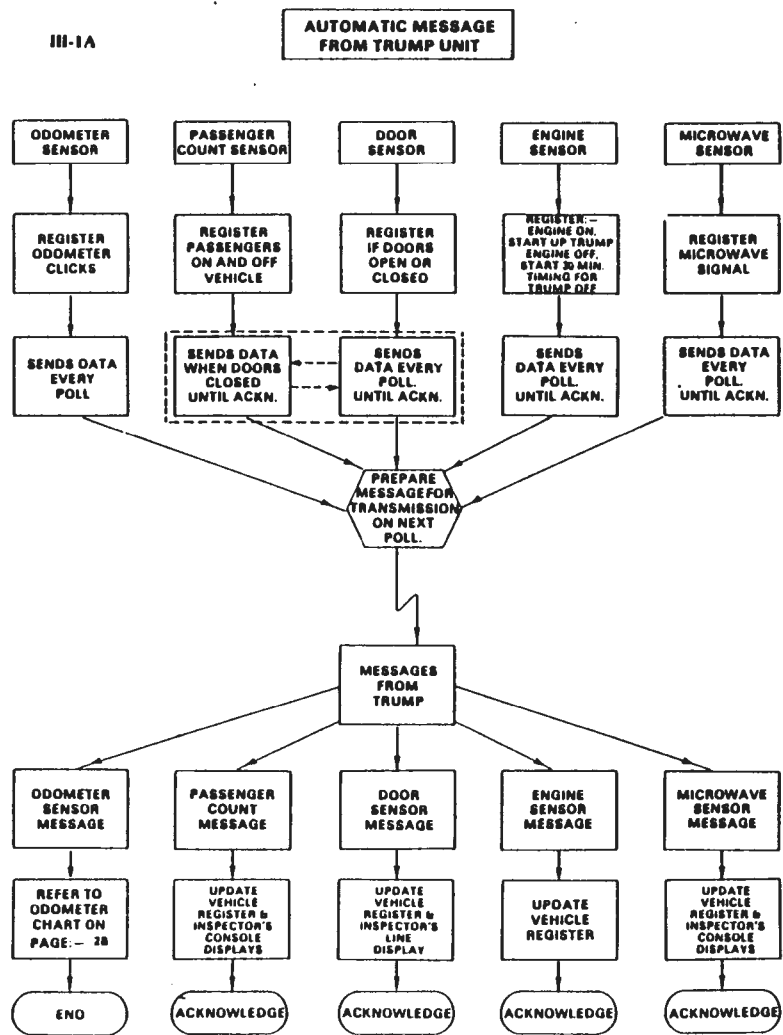 III-1A
AUTOMATIC MESSAGE
FROM TRUMP UNIT
ODOMETER
SENSOR
PASSENGER
COUNT SENSOR
DOOR
SENSOR
ENGINE
SENSOR
MICROWAVE
SENSOR
REGISTER
ODOMETER
CLICKS
REGISTER
PASSENGERS
ON AND OFF
VEHICLE
REGISTER
IF DOORS
OPEN OR
CLOSED
REGISTER:—
ENGINE ON,
START UP TRUMP
ENGINE OFF,
START 30 MIN.
TIMING FOR
TRUMP OFF
REGISTER
MICROWAVE
SIGNAL
SENDS DATA
EVERY
POLL
SENDS DATA
WHEN DOORS
CLOSED
UNTIL ACKN.
SENDS
DATA EVERY
POLL.
UNTIL ACKN.
SENDS
DATA EVERY
POLL.
UNTIL ACKN.
SENDS DATA
EVERY
POLL.
UNTIL ACKN.
PREPARE
MESSAGE FOR
TRANSMISSION
ON NEXT
POLL.
MESSAGES
FROM
TRUMP
ODOMETER
SENSOR
MESSAGE
PASSENGER
COUNT
MESSAGE
DOOR
SENSOR
MESSAGE
ENGINE
SENSOR
MESSAGE
MICROWAVE
SENSOR
MESSAGE
REFER TO
ODOMETER
CHART ON
PAGE:— 28
UPDATE
VEHICLE
REGISTER &
INSPECTOR'S
CONSOLE
DISPLAYS
UPDATE
VEHICLE
REGISTER &
INSPECTOR'S
LINE
DISPLAY
UPDATE
VEHICLE
REGISTER
UPDATE
VEHICLE
REGISTER &
INSPECTOR'S
CONSOLE
DISPLAYS
END
ACKNOWLEDGE
ACKNOWLEDGE
ACKNOWLEDGE
ACKNOWLEDGE